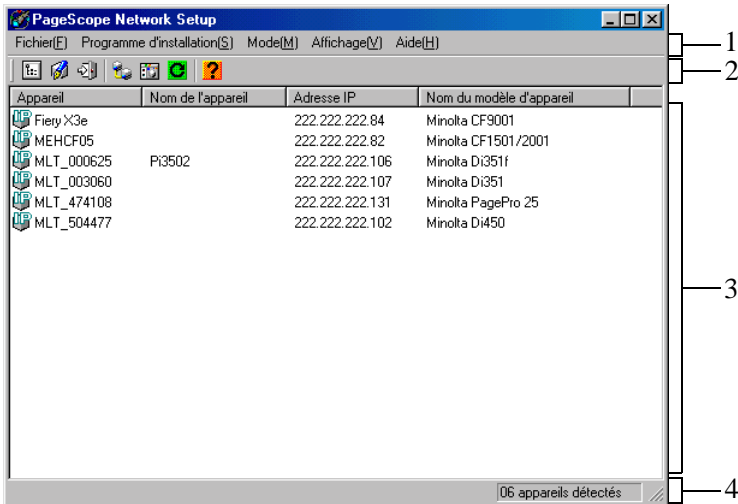 PageScope Network Setup
Fichier(F) Programme d'installation(S) Mode(M) Affichage(V) Aide(H)
1
2
Appareil Nom de l'appareil Adresse IP Nom du modèle d'appareil
Fiery X3e 222.222.222.84 Minolta CF9001
MEHCF05 222.222.222.82 Minolta CF1501/2001
MLT_000625 Pi3502 222.222.222.106 Minolta Di351f
MLT_003060 222.222.222.107 Minolta Di351
MLT_474108 222.222.222.131 Minolta PagePro 25
MLT_504477 222.222.222.102 Minolta Di450
3
06 appareils détectés
4